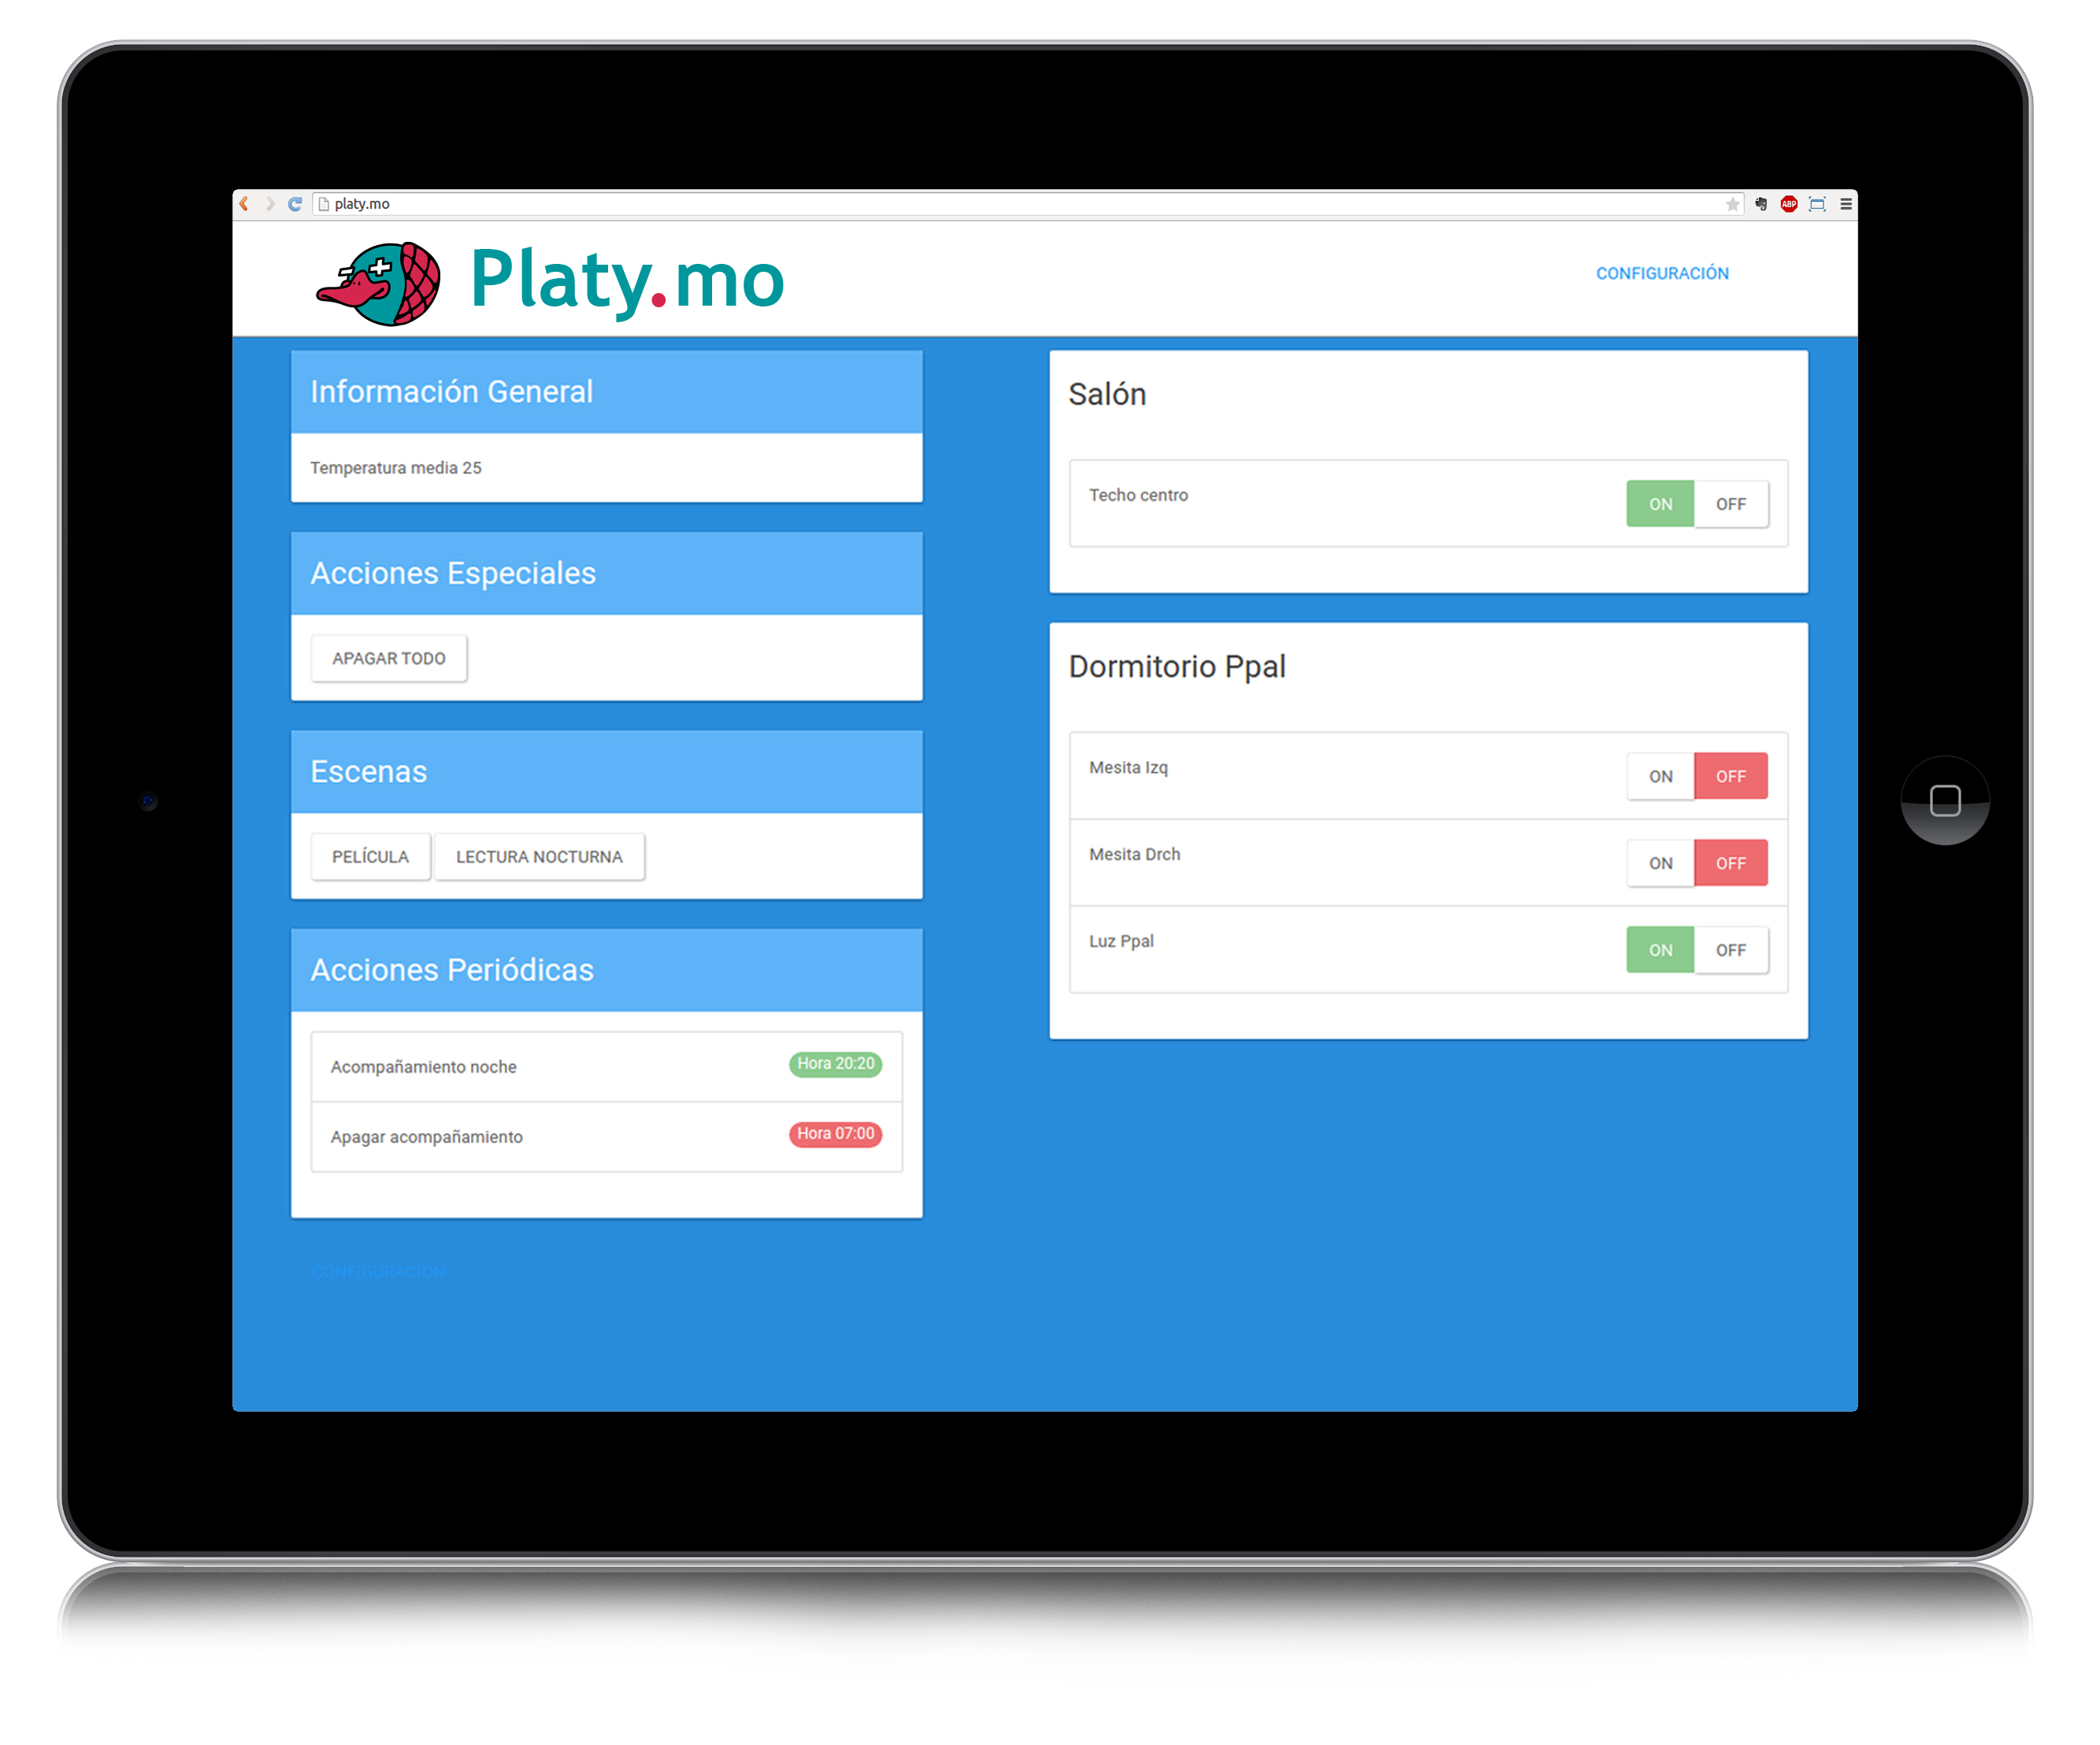 platy.mo
ABP
Platy.mo
CONFIGURACIÓN
Información General
Temperatura media 25
Acciones Especiales
APAGAR TODO
Escenas
PELÍCULA LECTURA NOCTURNA
Acciones Periódicas
Acompañamiento noche Hora 20:20
Apagar acompañamiento Hora 07:00
CONFIGURACIÓN
Salón
Techo centro ON OFF
Dormitorio Ppal
Mesita Izq ON OFF
Mesita Drch ON OFF
Luz Ppal ON OFF